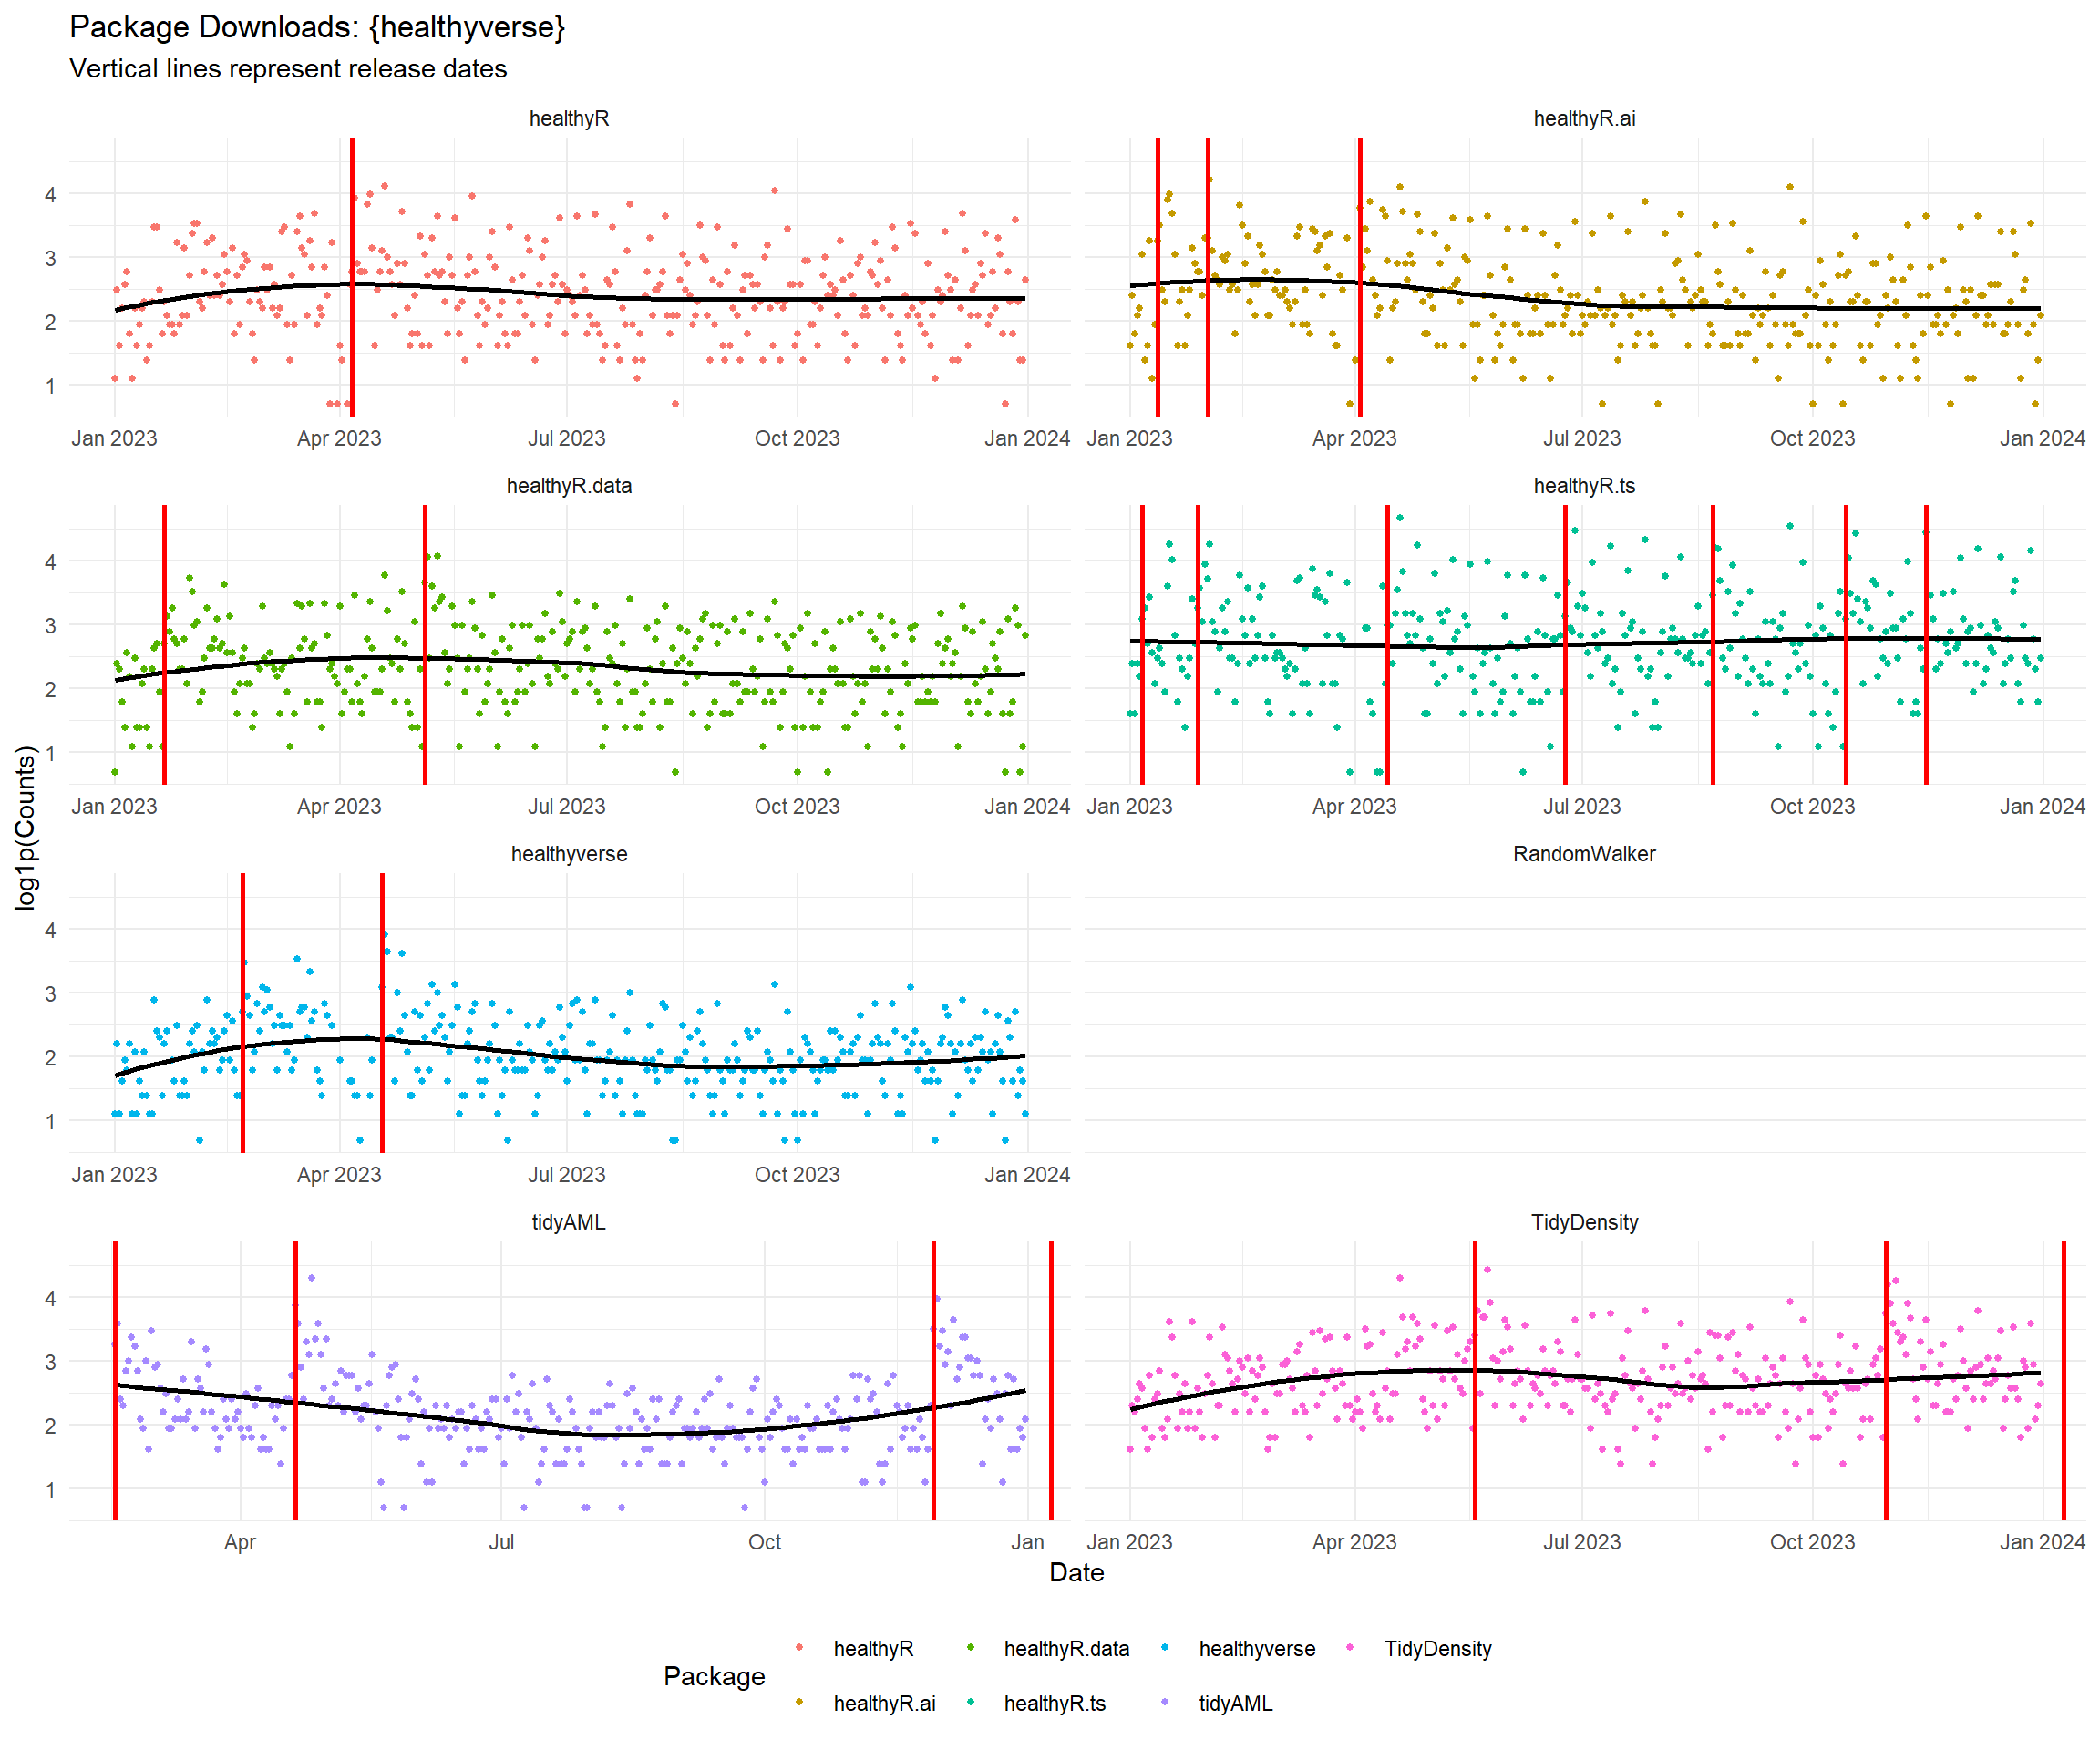 Package Downloads: {healthyverse}
Vertical lines represent release dates
healthyR
healthyR.ai
4
3
2
1
Jan 2023 Apr 2023 Jul 2023 Oct 2023 Jan 2024
Jan 2023 Apr 2023 Jul 2023 Oct 2023 Jan 2024
healthyR.data
healthyR.ts
4
3
2
1
Jan 2023 Apr 2023 Jul 2023 Oct 2023 Jan 2024
Jan 2023 Apr 2023 Jul 2023 Oct 2023 Jan 2024
log1p(Counts)
healthyverse
RandomWalker
4
3
2
1
Jan 2023 Apr 2023 Jul 2023 Oct 2023 Jan 2024
tidyAML
TidyDensity
4
3
2
1
Apr Jul Oct Jan
Jan 2023 Apr 2023 Jul 2023 Oct 2023 Jan 2024
Date
Package
healthyR healthyR.data healthyverse TidyDensity
healthyR.ai healthyR.ts tidyAML